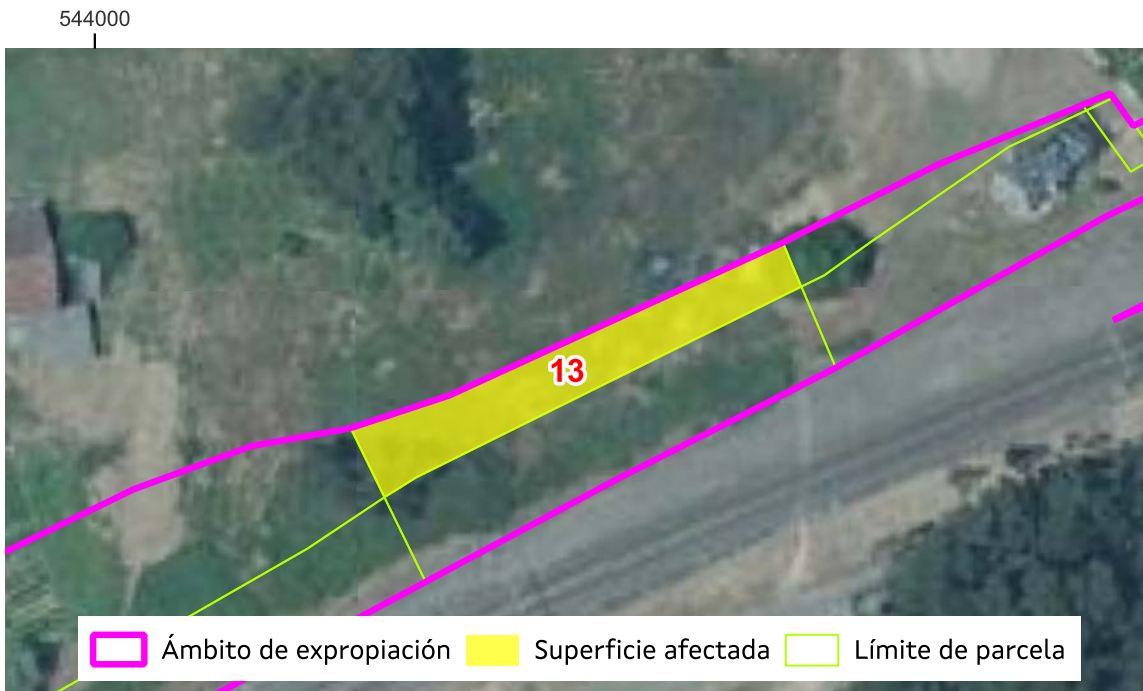 544000
13
Ámbito de expropiación Superficie afectada Límite de parcela